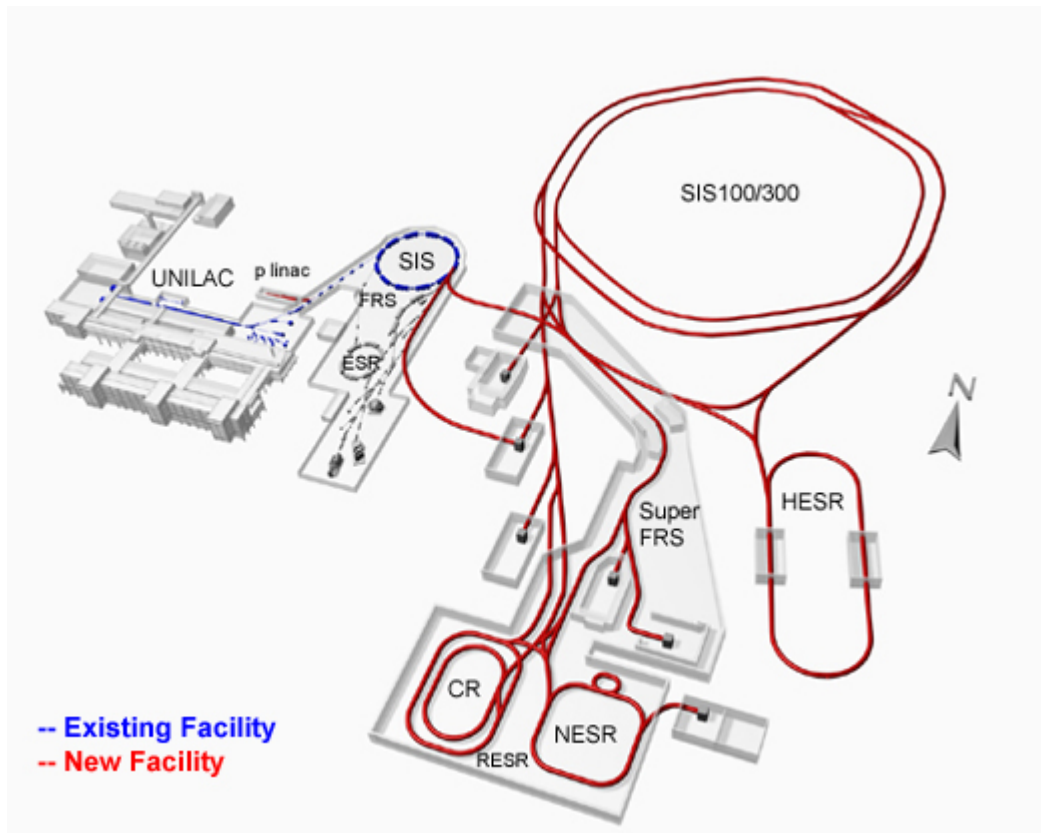 SIS100/300
SIS
UNILAC
p linac
FRS
ESR
N
HESR
Super
FRS
CR
NESR
RESR
-- Existing Facility
-- New Facility